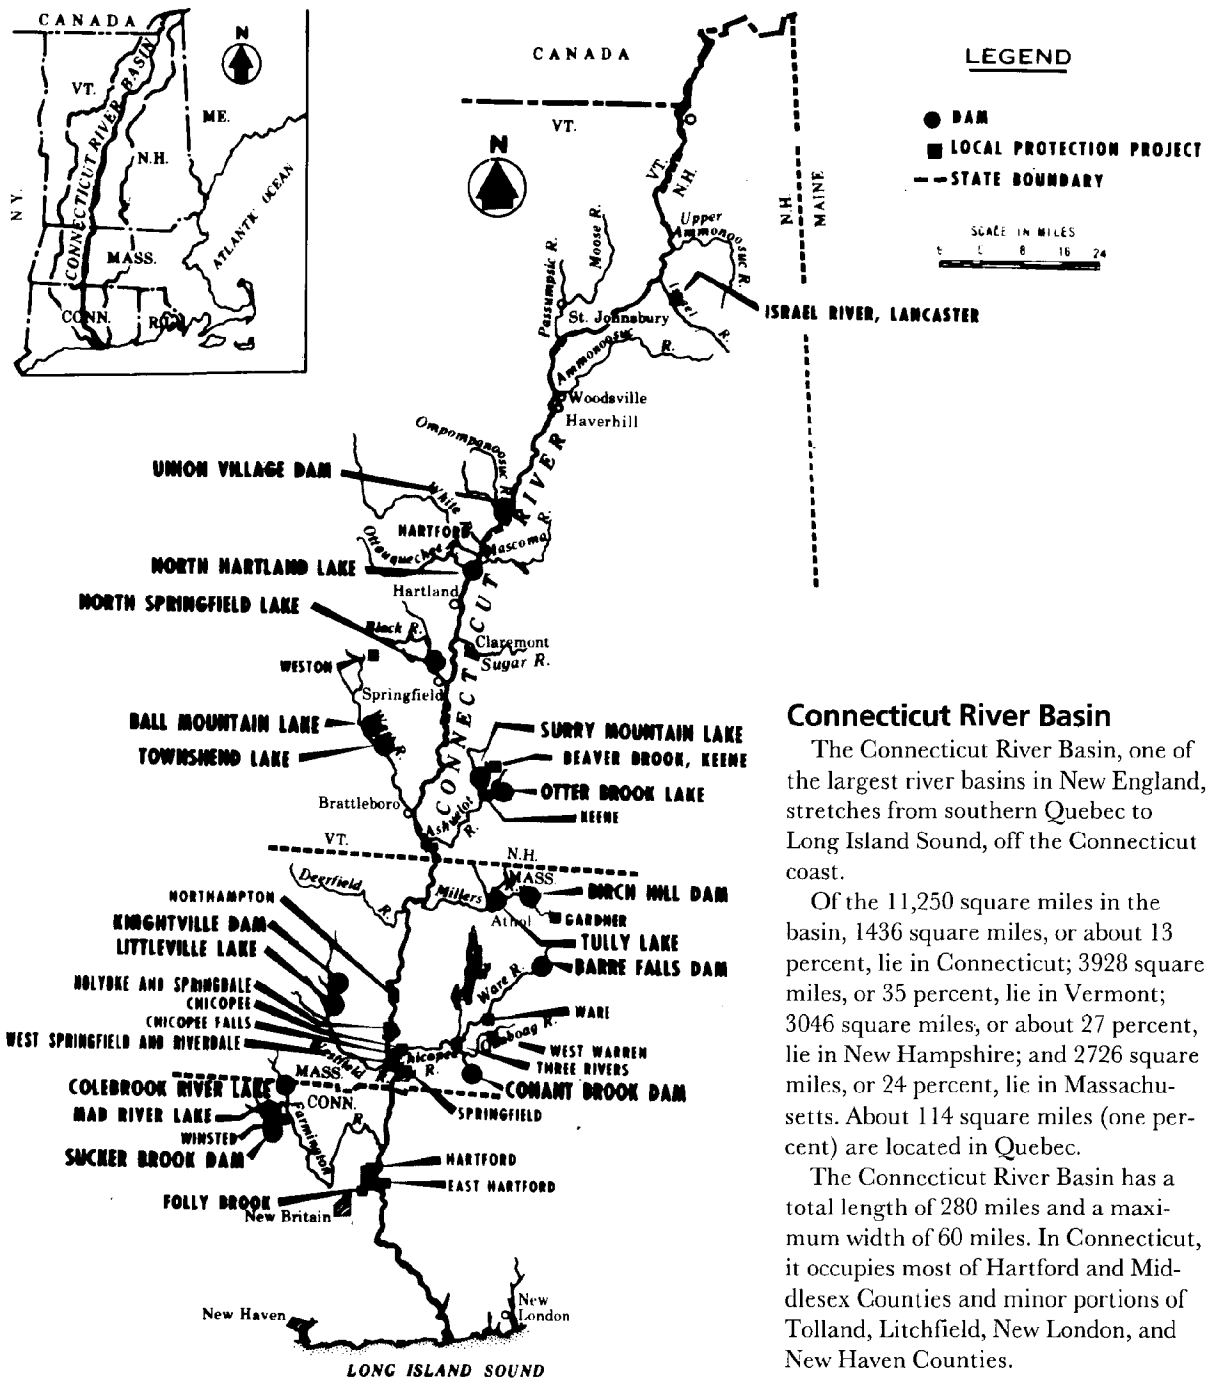 CANADA
N
VT.
ME.
N.H.
N.Y.
CONNECTICUT RIVER BASIN
ATLANTIC OCEAN
MASS.
CONN.
R.I.
CANADA
VT.
N
VT.
N.H.
N.H.
MAINE
LEGEND
DAM
LOCAL PROTECTION PROJECT
STATE BOUNDARY
SCALE IN MILES
8 16 24
Upper
Ammonoosuc R.
Moose R.
Passumpsic R.
Israel R.
ISRAEL RIVER, LANCASTER
St. Johnsbury
Ammonoosuc R.
Woodsville
Haverhill
Ompompanoosuc R.
UNION VILLAGE DAM
White R.
CONNECTICUT RIVER
HARTFORD
Mascoma R.
Ottauquechee
NORTH HARTLAND LAKE
Hartland
NORTH SPRINGFIELD LAKE
Black R.
Claremont
Sugar R.
WESTON
Springfield
BALL MOUNTAIN LAKE
West R.
TOWNSHEND LAKE
SURRY MOUNTAIN LAKE
BEAVER BROOK, KEENE
OTTER BROOK LAKE
KEENE
Brattleboro
Ashuelot R.
VT.
N.H.
MASS.
Deerfield R.
Millers R.
BIRCH HILL DAM
NORTHAMPTON
Athol
GARDNER
KNIGHTVILLE DAM
TULLY LAKE
LITTLEVILLE LAKE
BARRE FALLS DAM
HOLYOKE AND SPRINGDALE
Ware R.
CHICOPEE
WARE
CHICOPEE FALLS
Quaboag R.
WEST SPRINGFIELD AND RIVERDALE
Chicopee R.
WEST WARREN
THREE RIVERS
Westfield R.
MASS.
COLEBROOK RIVER LAKE
CONANT BROOK DAM
CONN.
MAD RIVER LAKE
SPRINGFIELD
WINSTED
Farmington R.
SUCKER BROOK DAM
HARTFORD
EAST HARTFORD
FOLLY BROOK
New Britain
New Haven
New
London
LONG ISLAND SOUND
Connecticut River Basin
The Connecticut River Basin, one of
the largest river basins in New England,
stretches from southern Quebec to
Long Island Sound, off the Connecticut
coast.
Of the 11,250 square miles in the
basin, 1436 square miles, or about 13
percent, lie in Connecticut; 3928 square
miles, or 35 percent, lie in Vermont;
3046 square miles, or about 27 percent,
lie in New Hampshire; and 2726 square
miles, or 24 percent, lie in Massachu-
setts. About 114 square miles (one per-
cent) are located in Quebec.
The Connecticut River Basin has a
total length of 280 miles and a maxi-
mum width of 60 miles. In Connecticut,
it occupies most of Hartford and Mid-
dlesex Counties and minor portions of
Tolland, Litchfield, New London, and
New Haven Counties.